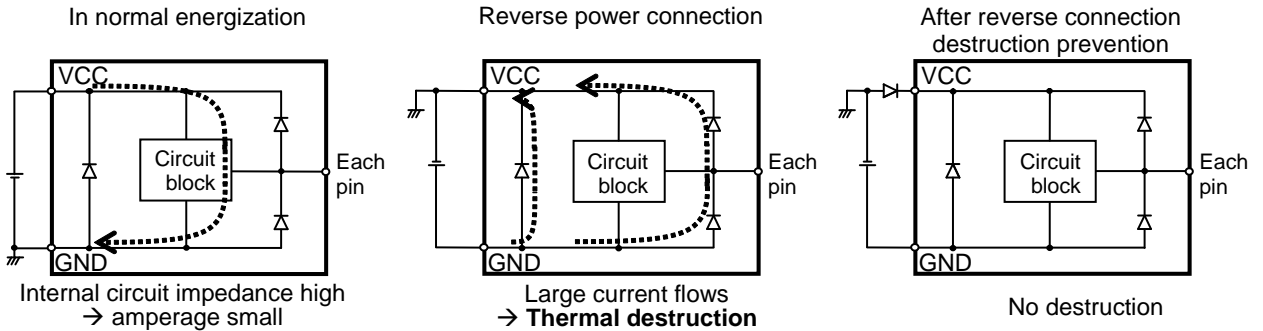 In normal energization
VCC
Circuit
block
Each
pin
GND
Internal circuit impedance high
→ amperage small
Reverse power connection
VCC
Circuit
block
Each
pin
GND
Large current flows
→ Thermal destruction
After reverse connection
destruction prevention
VCC
Circuit
block
Each
pin
GND
No destruction